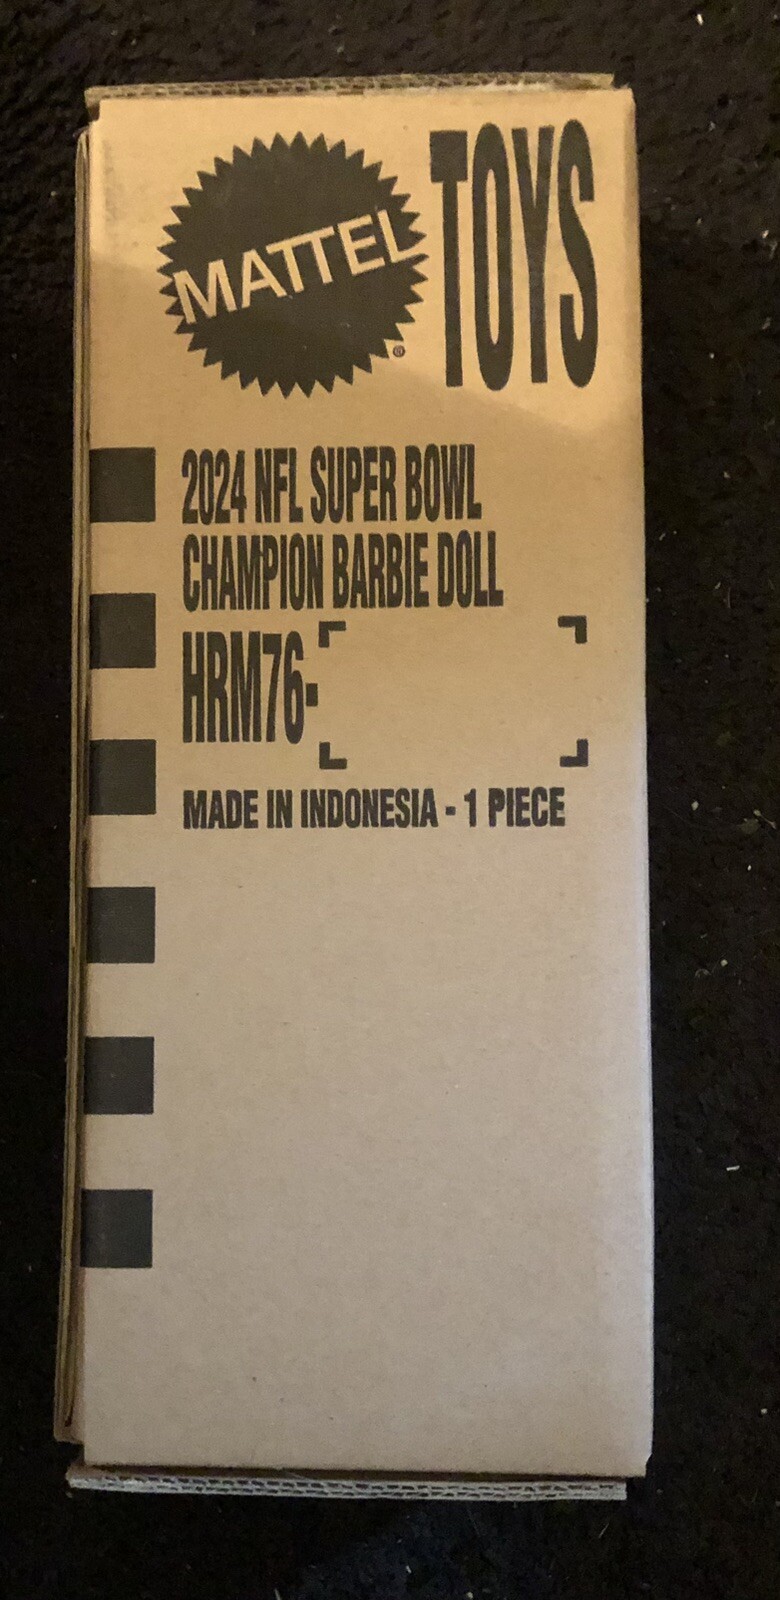 MATTEL® TOYS
2024 NFL SUPER BOWL
CHAMPION BARBIE DOLL
HRM76-
MADE IN INDONESIA - 1 PIECE